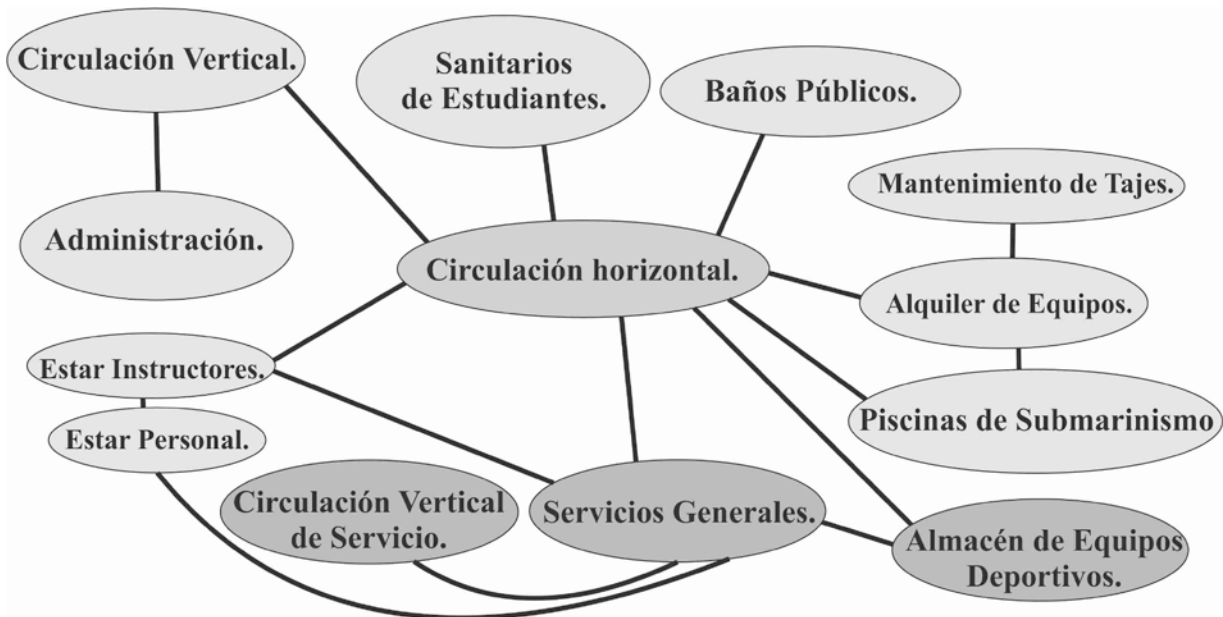 Circulación Vertical.
Sanitarios
de Estudiantes.
Baños Públicos.
Mantenimiento de Tajes.
Administración.
Circulación horizontal.
Alquiler de Equipos.
Estar Instructores.
Piscinas de Submarinismo
Estar Personal.
Circulación Vertical
de Servicio.
Servicios Generales.
Almacén de Equipos
Deportivos.